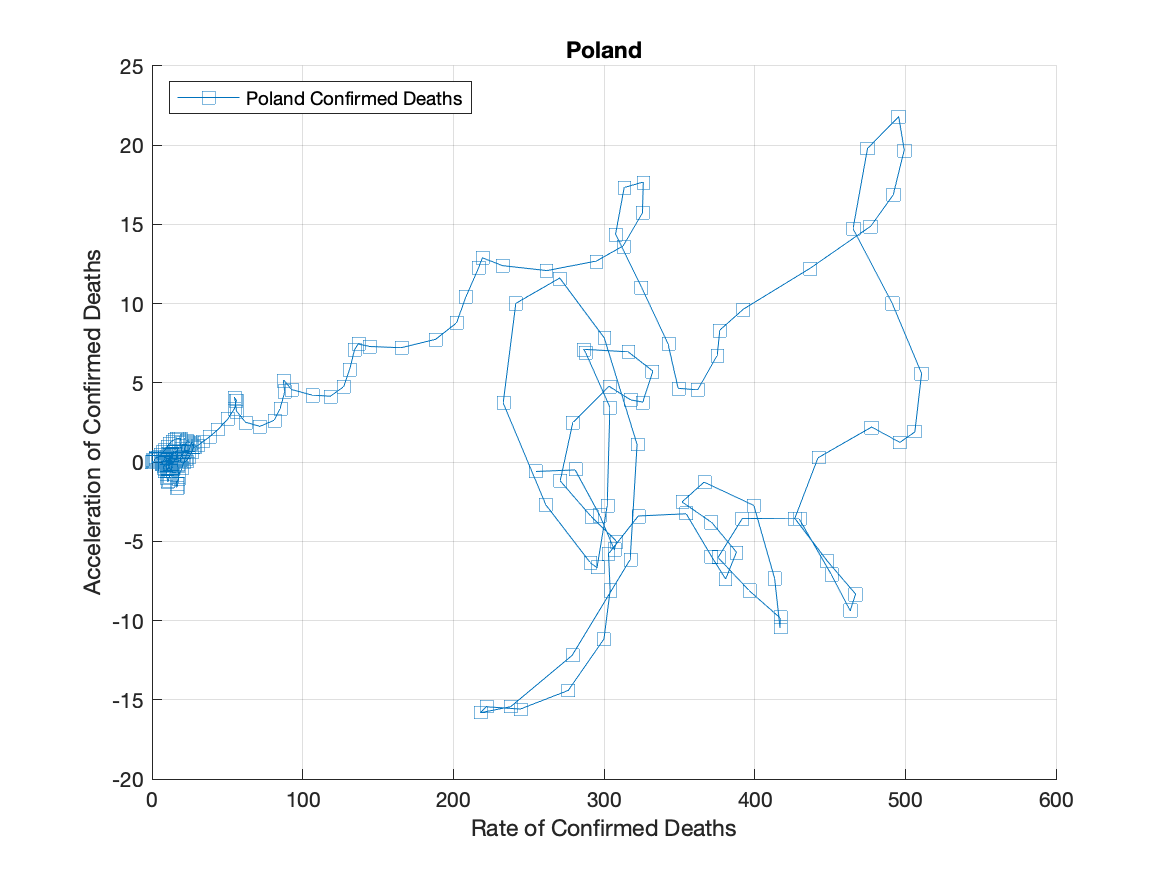 Poland
25
Poland Confirmed Deaths
20
15
10
5
0
-5
-10
-15
-20
Acceleration of Confirmed Deaths
0 100 200 300 400 500 600
Rate of Confirmed Deaths